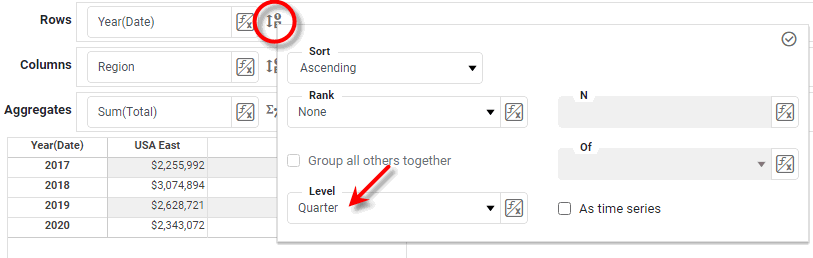 Rows Year(Date)
Sort
Columns Region Ascending
Rank N
Aggregates Sum(Total) None
Of
Year(Date) USA East
Group all others together
2017 $2,255,992
2018 $3,074,894
Level
2019 $2,628,721 Quarter As time series
2020 $2,343,072